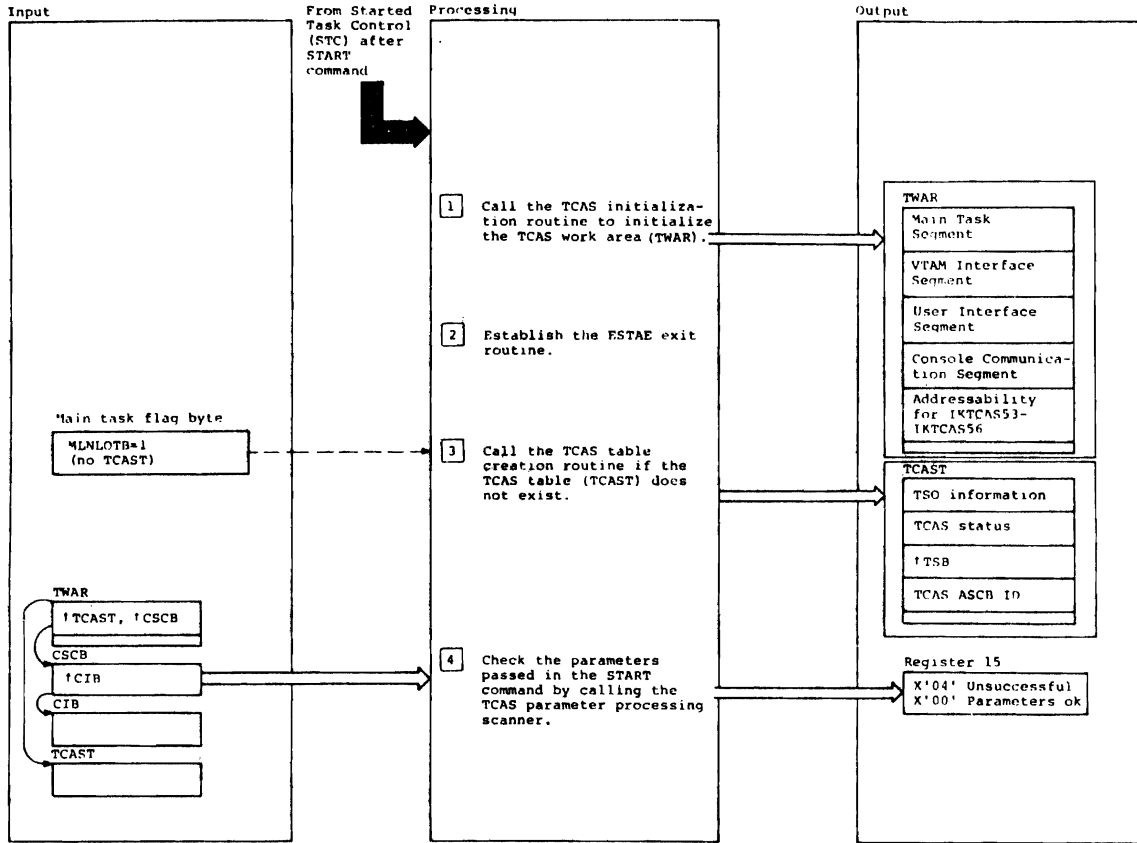 Input
From Started
Task Control
(STC) after
START
command
Processing
Output
1 Call the TCAS initializa-
tion routine to initialize
the TCAS work area (TWAR).
2 Establish the ESTAE exit
routine.
Main task flag byte
MLNLOTB=1
(no TCAST)
3 Call the TCAS table
creation routine if the
TCAS table (TCAST) does
not exist.
TWAR
↑TCAST, ↑CSCB
CSCB
↑CIB
CIB
TCAST
4 Check the parameters
passed in the START
command by calling the
TCAS parameter processing
scanner.
TWAR
Main Task
Segment
VTAM Interface
Segment
User Interface
Segment
Console Communica-
tion Segment
Addressability
for IKTCAS53-
IKTCAS56
TCAST
TSO information
TCAS status
↑TSB
TCAS ASCB ID
Register 15
X'04' Unsuccessful
X'00' Parameters ok